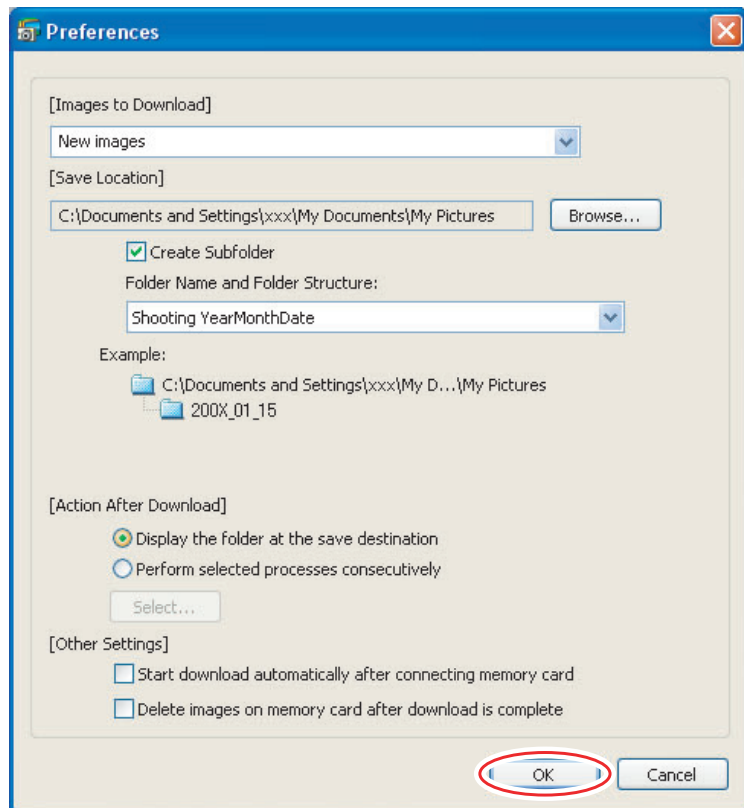 Preferences
[Images to Download]
New images
[Save Location]
C:\Documents and Settings\xxx\My Documents\My Pictures Browse...
Create Subfolder
Folder Name and Folder Structure:
Shooting YearMonthDate
Example:
C:\Documents and Settings\xxx\My D...\My Pictures
200X_01_15
[Action After Download]
Display the folder at the save destination
Perform selected processes consecutively
Select...
[Other Settings]
Start download automatically after connecting memory card
Delete images on memory card after download is complete
OK Cancel